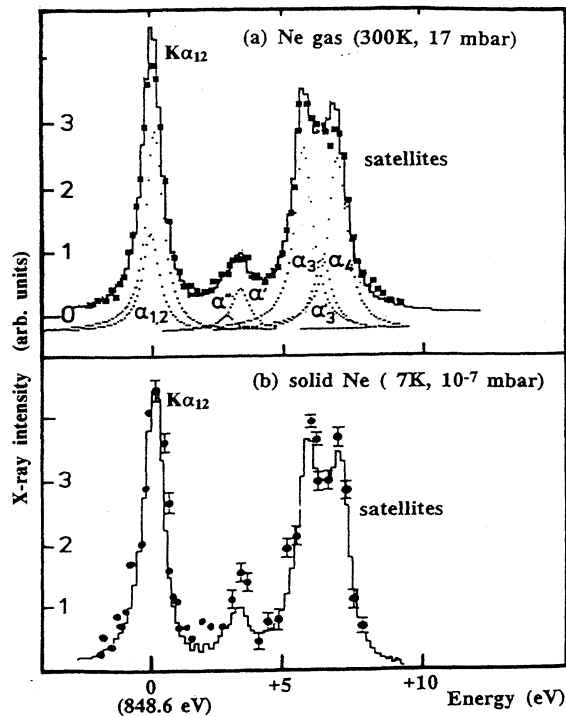 (a) Ne gas (300K, 17 mbar)
Kα12
satellites
3
2
1
0
α1,2
α″
α′
α3
α4
α3′
X-ray intensity (arb. units)
(b) solid Ne ( 7K, 10-7 mbar)
Kα12
satellites
3
2
1
0
+5
+10
(848.6 eV)
Energy (eV)